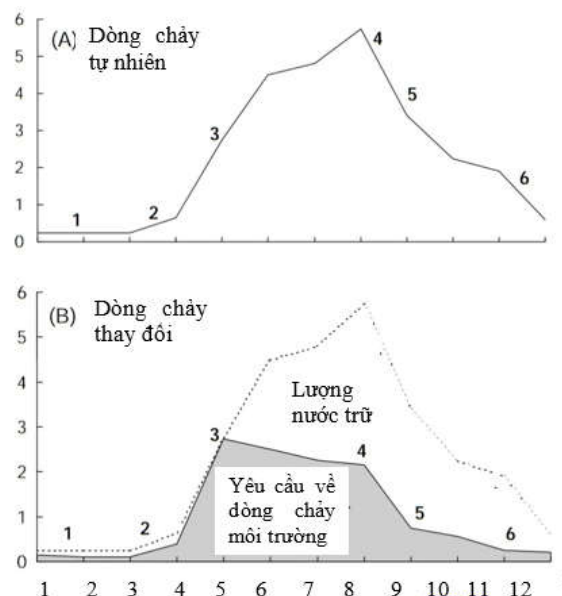 6
(A) Dòng chảy
tự nhiên
4
5
5
4
3
3
2
6
1
2
1
0
6
(B) Dòng chảy
thay đổi
5
4
Lượng
nước trữ
3
3
4
2
Yêu cầu về
dòng chảy
môi trường
5
1
1
2
6
0
1 2 3 4 5 6 7 8 9 10 11 12